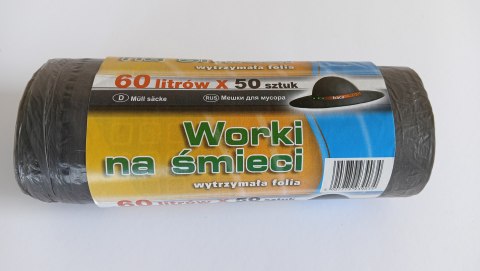 wytrzymała folia
60 litrów X 50 sztuk
D Müll säcke
RUS Мешки для мусора
Worki
na śmieci
wytrzymała folia
60 litrów X 50 sztuk